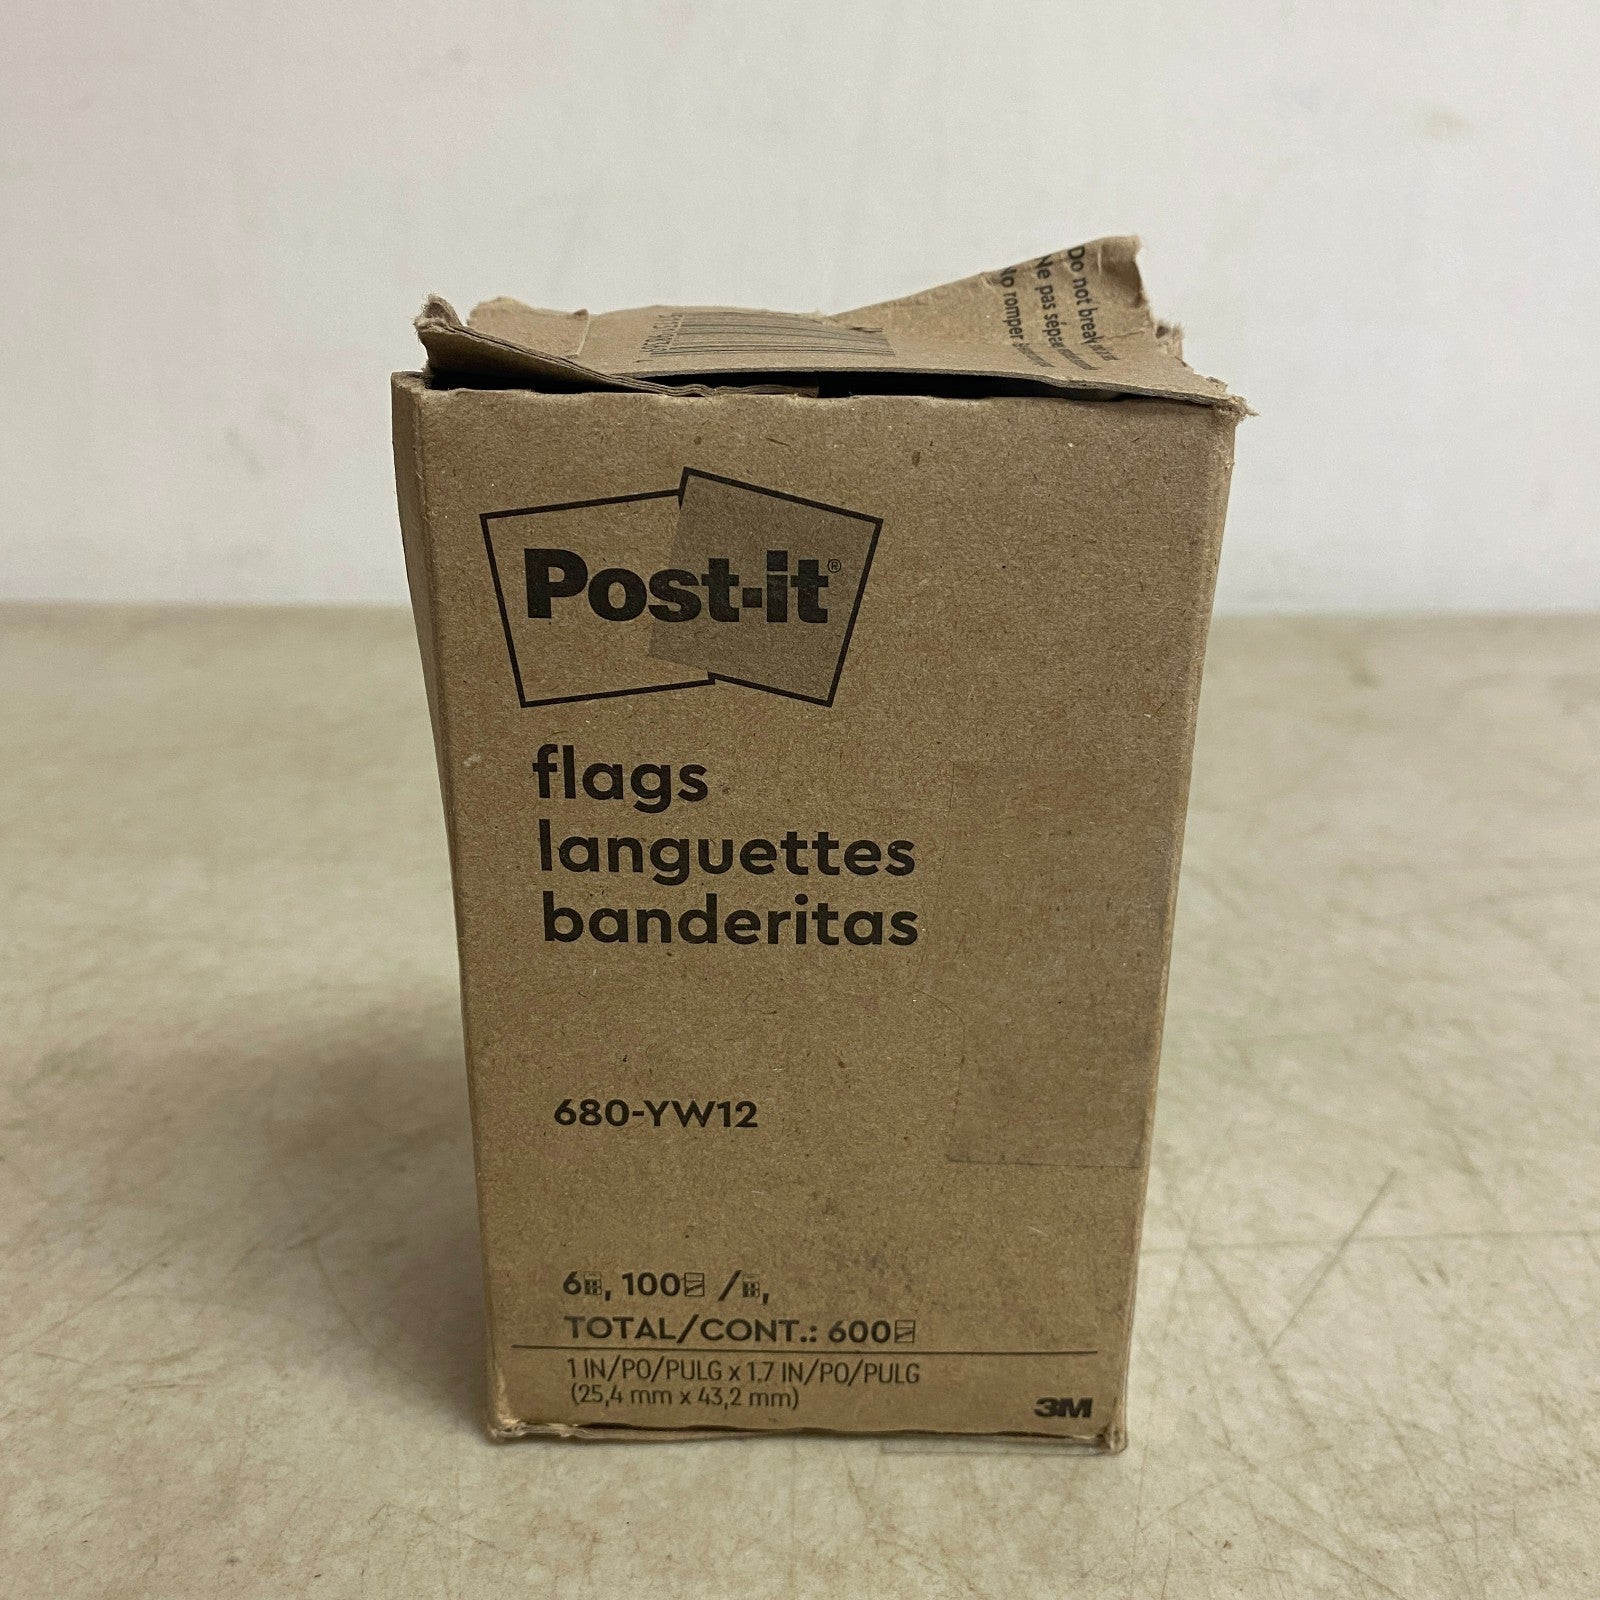 Do not break
Ne pas sépa
No romper
Post-it®
flags
languettes
banderitas
680-YW12
6, 100 / ,
TOTAL/CONT.: 600
1 IN/PO/PULG x 1.7 IN/PO/PULG
(25,4 mm x 43,2 mm)
3M